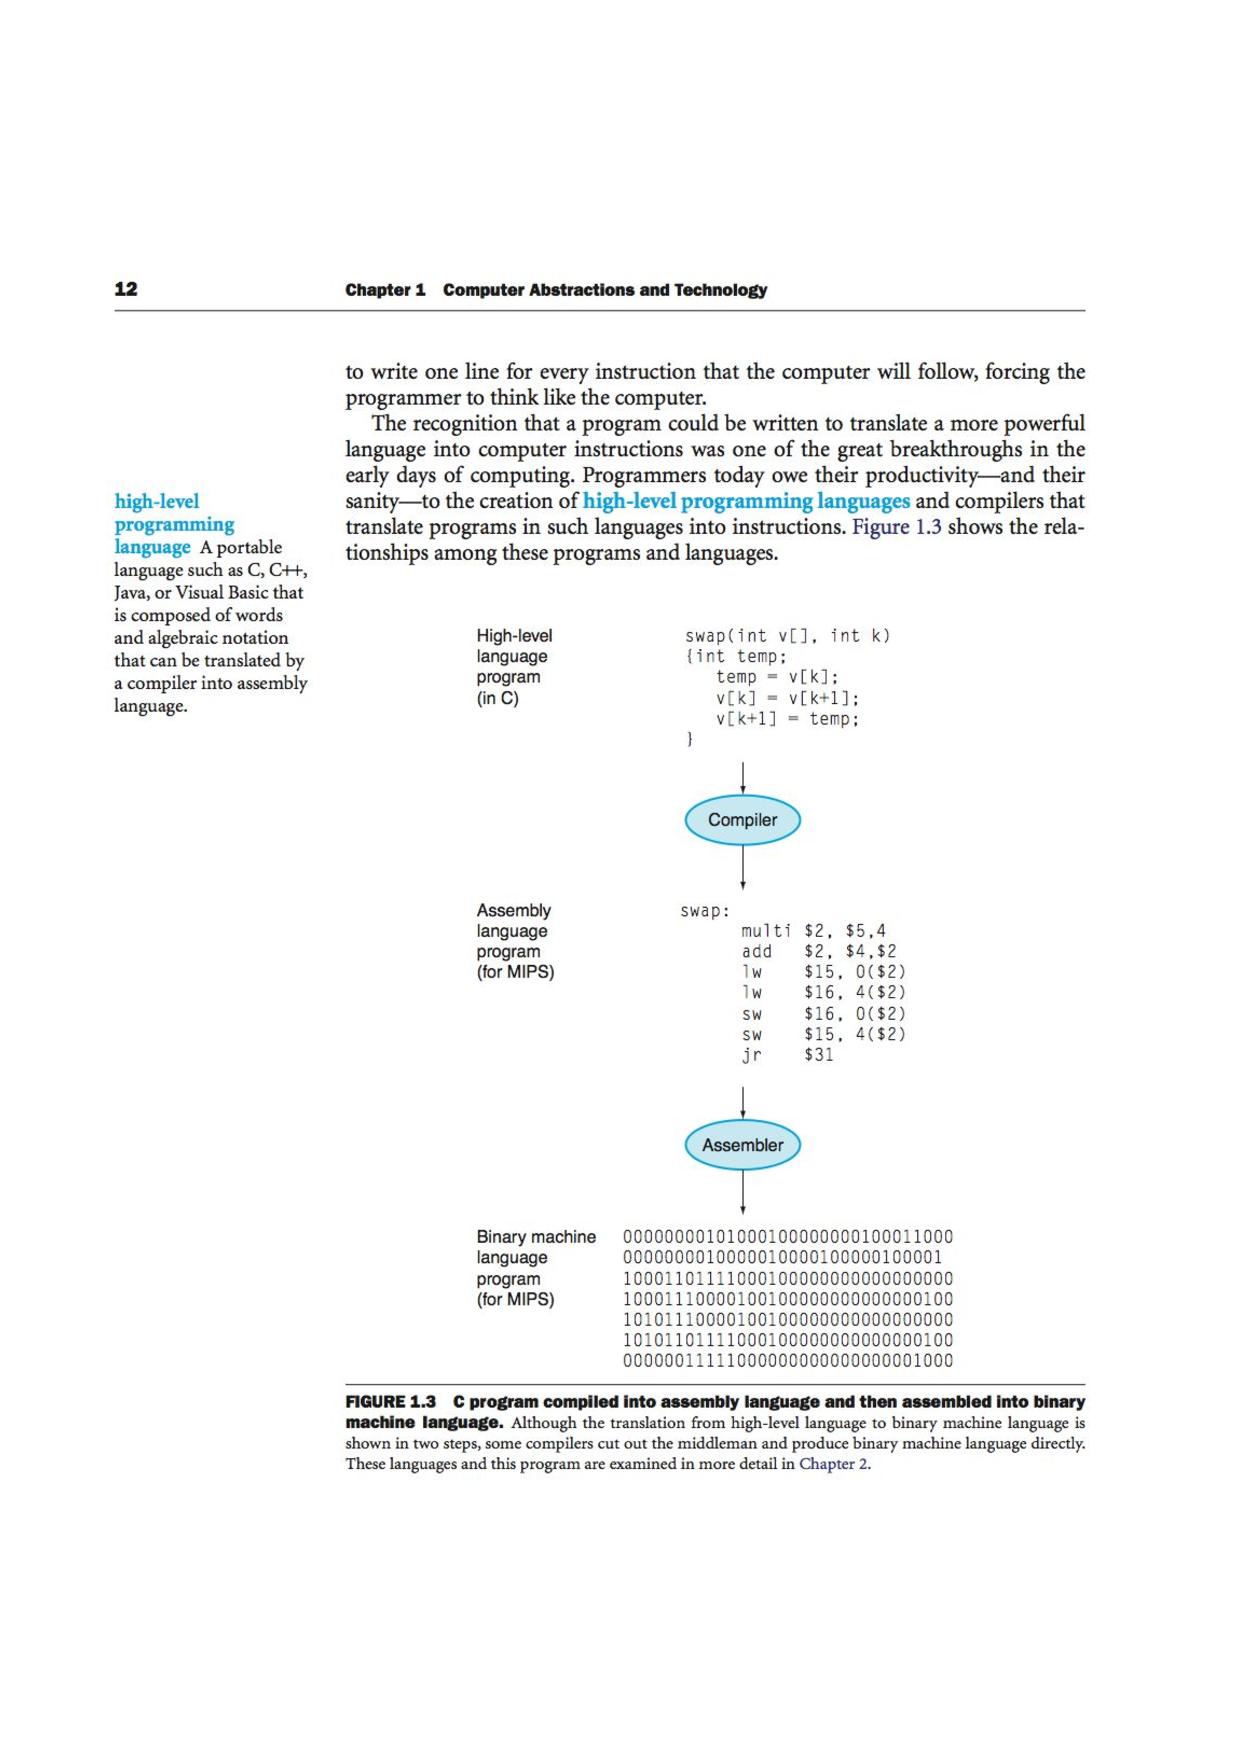 12
Chapter 1 Computer Abstractions and Technology
to write one line for every instruction that the computer will follow, forcing the
programmer to think like the computer.
The recognition that a program could be written to translate a more powerful
language into computer instructions was one of the great breakthroughs in the
early days of computing. Programmers today owe their productivity—and their
sanity—to the creation of high-level programming languages and compilers that
translate programs in such languages into instructions. Figure 1.3 shows the rela-
tionships among these programs and languages.
high-level
programming
language A portable
language such as C, C++,
Java, or Visual Basic that
is composed of words
and algebraic notation
that can be translated by
a compiler into assembly
language.
High-level
language
program
(in C)
swap(int v[], int k)
{int temp;
temp = v[k];
v[k] = v[k+1];
v[k+1] = temp;
}
Compiler
Assembly
language
program
(for MIPS)
swap:
multi $2, $5,4
add $2, $4,$2
lw $15, 0($2)
lw $16, 4($2)
sw $16, 0($2)
sw $15, 4($2)
jr $31
Assembler
Binary machine
language
program
(for MIPS)
00000000101000100000000100011000
0000000010000010000100000100001
10001101111000100000000000000000
10001110000100100000000000000100
10101110000100100000000000000000
10101101111000100000000000000100
00000011111000000000000000001000
FIGURE 1.3 C program compiled into assembly language and then assembled into binary
machine language. Although the translation from high-level language to binary machine language is
shown in two steps, some compilers cut out the middleman and produce binary machine language directly.
These languages and this program are examined in more detail in Chapter 2.